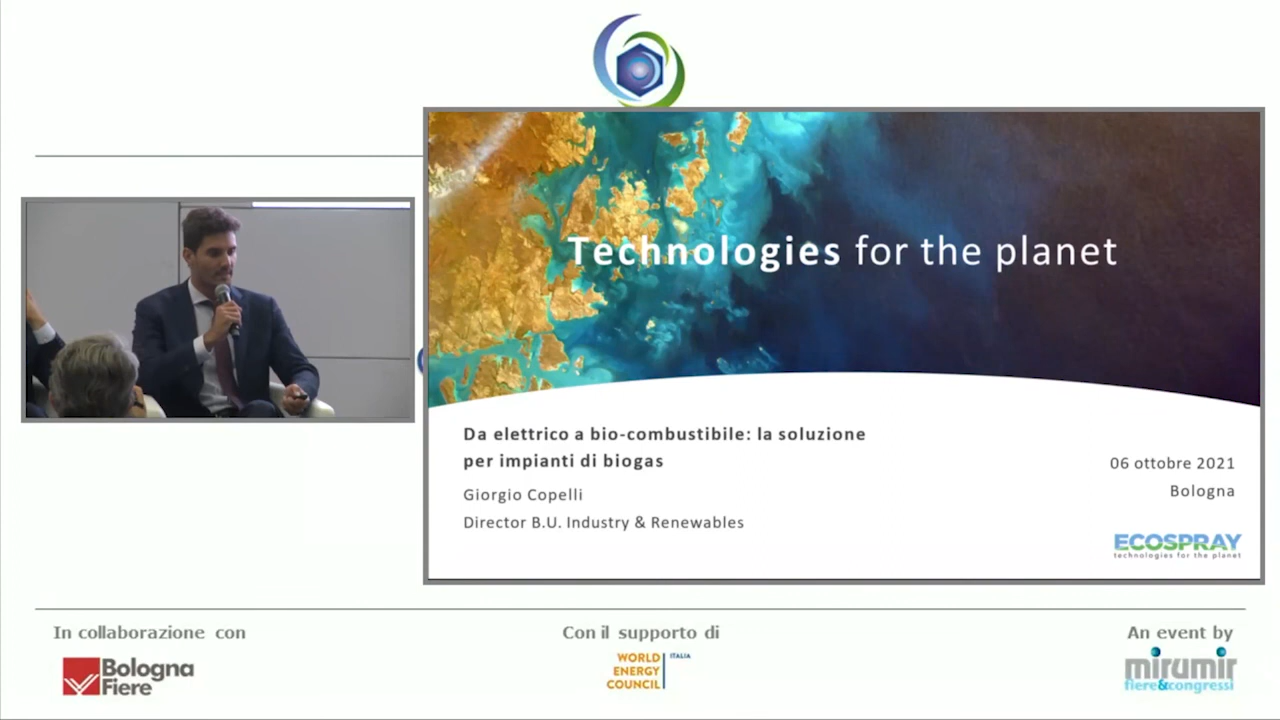 Technologies for the planet
Da elettrico a bio-combustibile: la soluzione
per impianti di biogas
Giorgio Copelli
Director B.U. Industry & Renewables
06 ottobre 2021
Bologna
ECOSPRAY
technologies for the planet
In collaborazione con
Bologna
Fiere
Con il supporto di
WORLD
ENERGY
COUNCIL
ITALIA
An event by
mirumir
fiere&congressi